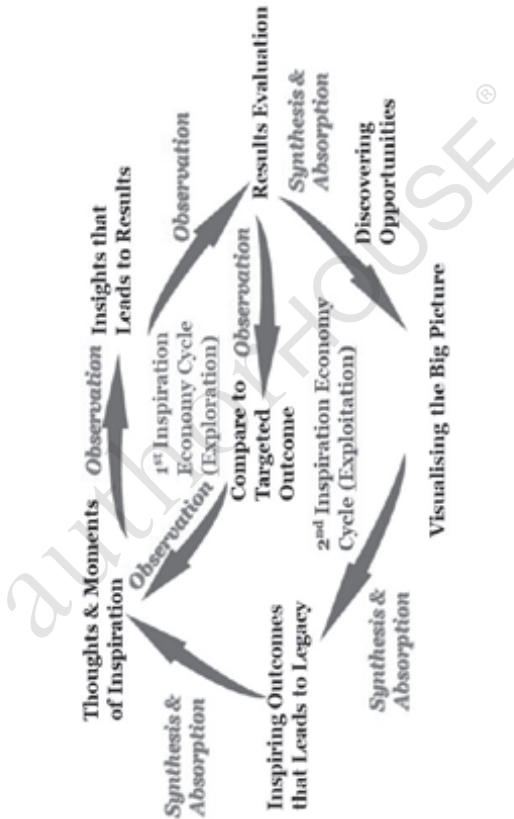 Thoughts & Moments
of Inspiration
Observation
Insights that
Leads to Results
Observation
Results Evaluation
Synthesis &
Absorption
Discovering
Opportunities
Visualising the Big Picture
Synthesis &
Absorption
Inspiring Outcomes
that Leads to Legacy
Synthesis &
Absorption
1st Inspiration
Economy Cycle
(Exploration)
Observation
Compare to
Targeted
Outcome
Observation
2nd Inspiration Economy
Cycle (Exploitation)
authorHOUSE®